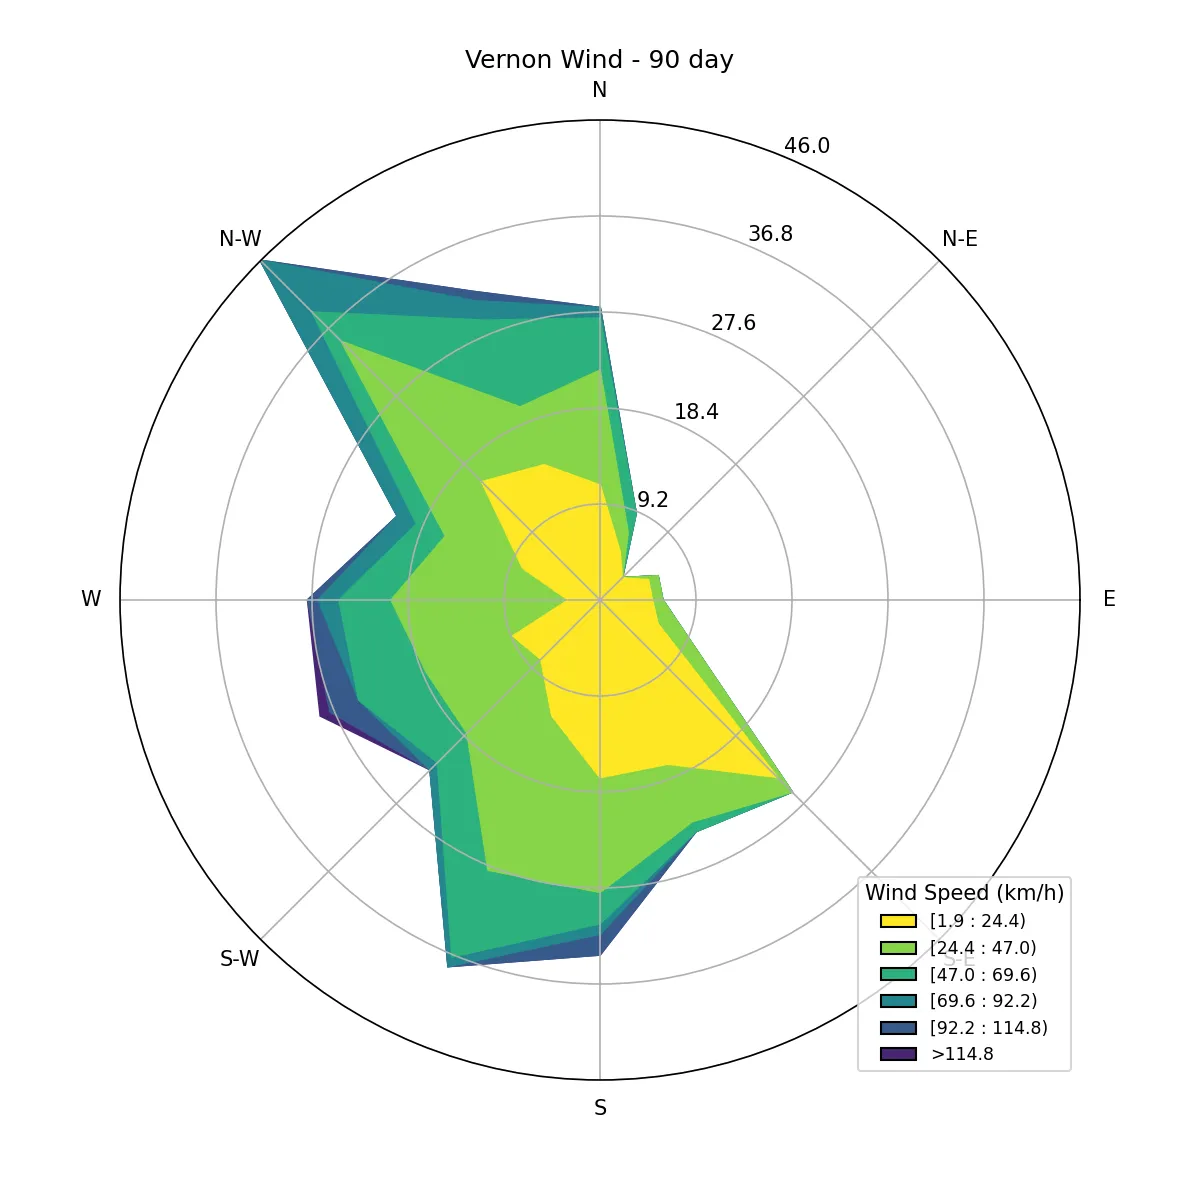 Vernon Wind - 90 day
N
46.0
36.8
N-W
N-E
27.6
18.4
9.2
W
E
Wind Speed (km/h)
[1.9 : 24.4)
[24.4 : 47.0)
S-W
S-E
[47.0 : 69.6)
[69.6 : 92.2)
[92.2 : 114.8)
>114.8
S